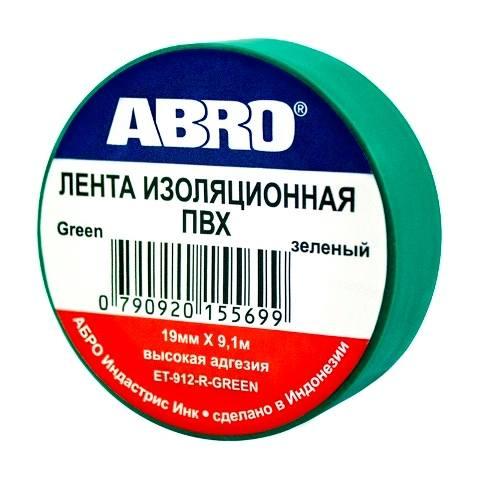 ABRO®
ЛЕНТА ИЗОЛЯЦИОННАЯ
ПВХ
Green
зеленый
0 790920 155699
19мм X 9,1м
высокая адгезия
ET-912-R-GREEN
АБРО Индастрис Инк • сделано в Индонезии